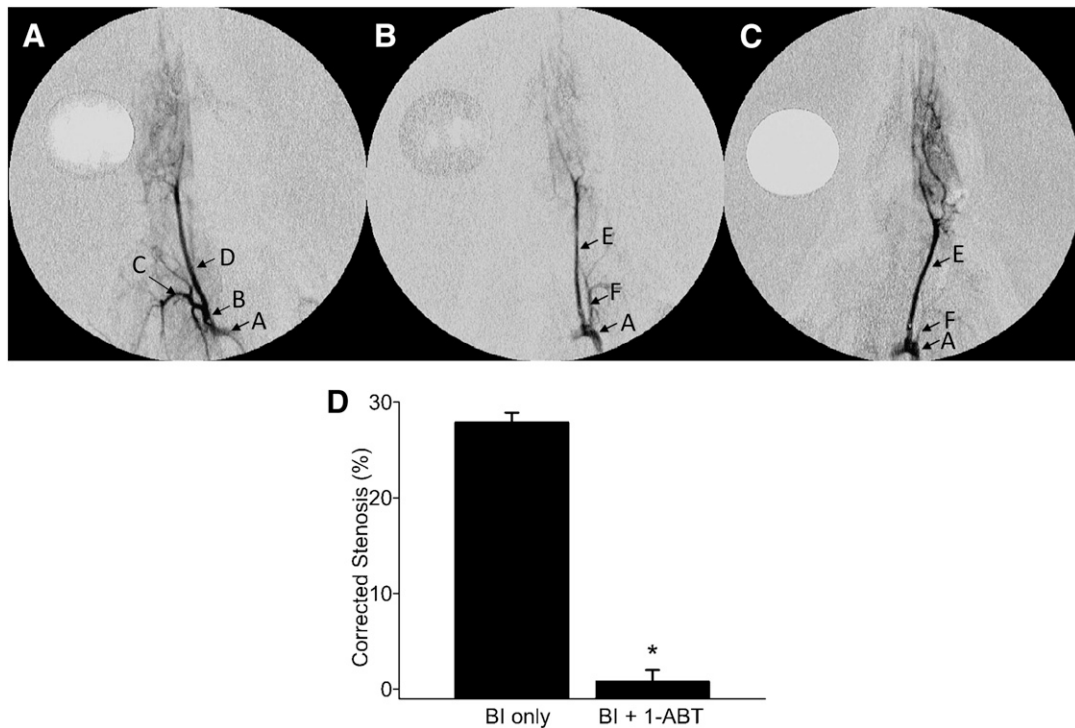 A
B
C
C
D
B
A
E
F
A
E
F
A
D
30
20
10
0
Corrected Stenosis (%)
*
BI only
BI + 1-ABT